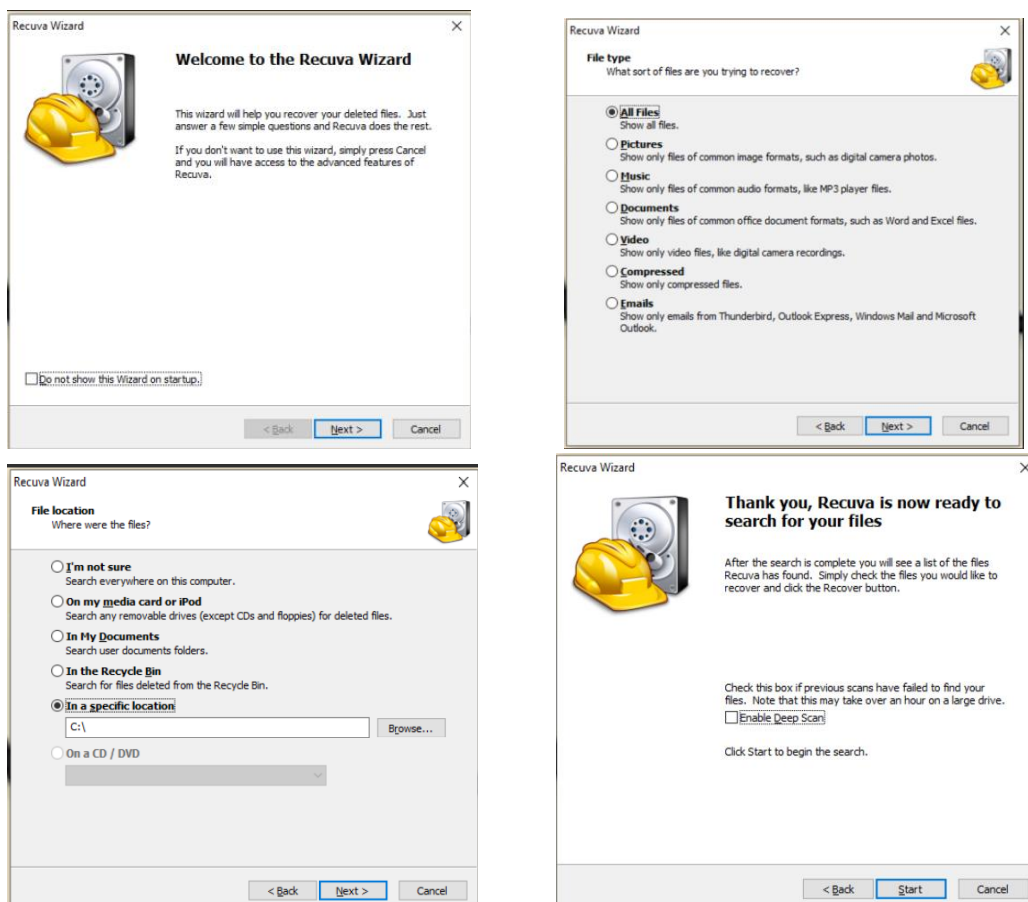 Recuva Wizard
Welcome to the Recuva Wizard
This wizard will help you recover your deleted files. Just
answer a few simple questions and Recuva does the rest.
If you don't want to use this wizard, simply press Cancel
and you will have access to the advanced features of
Recuva.
Do not show this Wizard on startup.
< Back Next > Cancel
Recuva Wizard
File type
What sort of files are you trying to recover?
All Files
Show all files.
Pictures
Show only files of common image formats, such as digital camera photos.
Music
Show only files of common audio formats, like MP3 player files.
Documents
Show only files of common office document formats, such as Word and Excel files.
Video
Show only video files, like digital camera recordings.
Compressed
Show only compressed files.
Emails
Show only emails from Thunderbird, Outlook Express, Windows Mail and Microsoft
Outlook.
< Back Next > Cancel
Recuva Wizard
File location
Where were the files?
I'm not sure
Search everywhere on this computer.
On my media card or iPod
Search any removable drives (except CDs and floppies) for deleted files.
In My Documents
Search user documents folders.
In the Recycle Bin
Search for files deleted from the Recycle Bin.
In a specific location
C:\ Browse...
On a CD / DVD
< Back Next > Cancel
Recuva Wizard
Thank you, Recuva is now ready to
search for your files
After the search is complete you will see a list of the files
Recuva has found. Simply check the files you would like to
recover and click the Recover button.
Check this box if previous scans have failed to find your
files. Note that this may take over an hour on a large drive.
Enable Deep Scan
Click Start to begin the search.
< Back Start Cancel